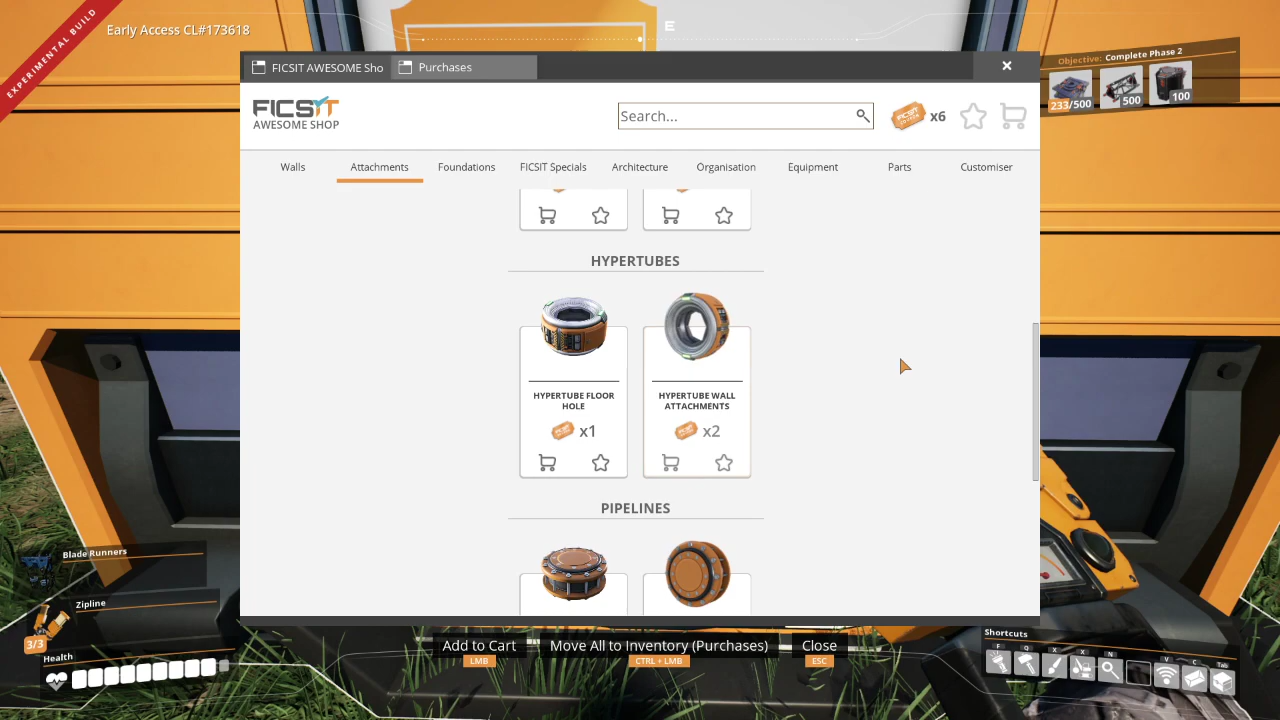 EXPERIMENTAL BUILD
Early Access CL#173618
E
Objective: Complete Phase 2
233/500
500
100
FICSIT AWESOME Sho
Purchases
FICSIT
AWESOME SHOP
Search...
x6
Walls
Attachments
Foundations
FICSIT Specials
Architecture
Organisation
Equipment
Parts
Customiser
HYPERTUBES
HYPERTUBE FLOOR
HOLE
x1
HYPERTUBE WALL
ATTACHMENTS
x2
PIPELINES
Blade Runners
Zipline
3/3
Health
Add to Cart
LMB
Move All to Inventory (Purchases)
CTRL + LMB
Close
ESC
Shortcuts
F
Q
X
X
N
V
C
Tab